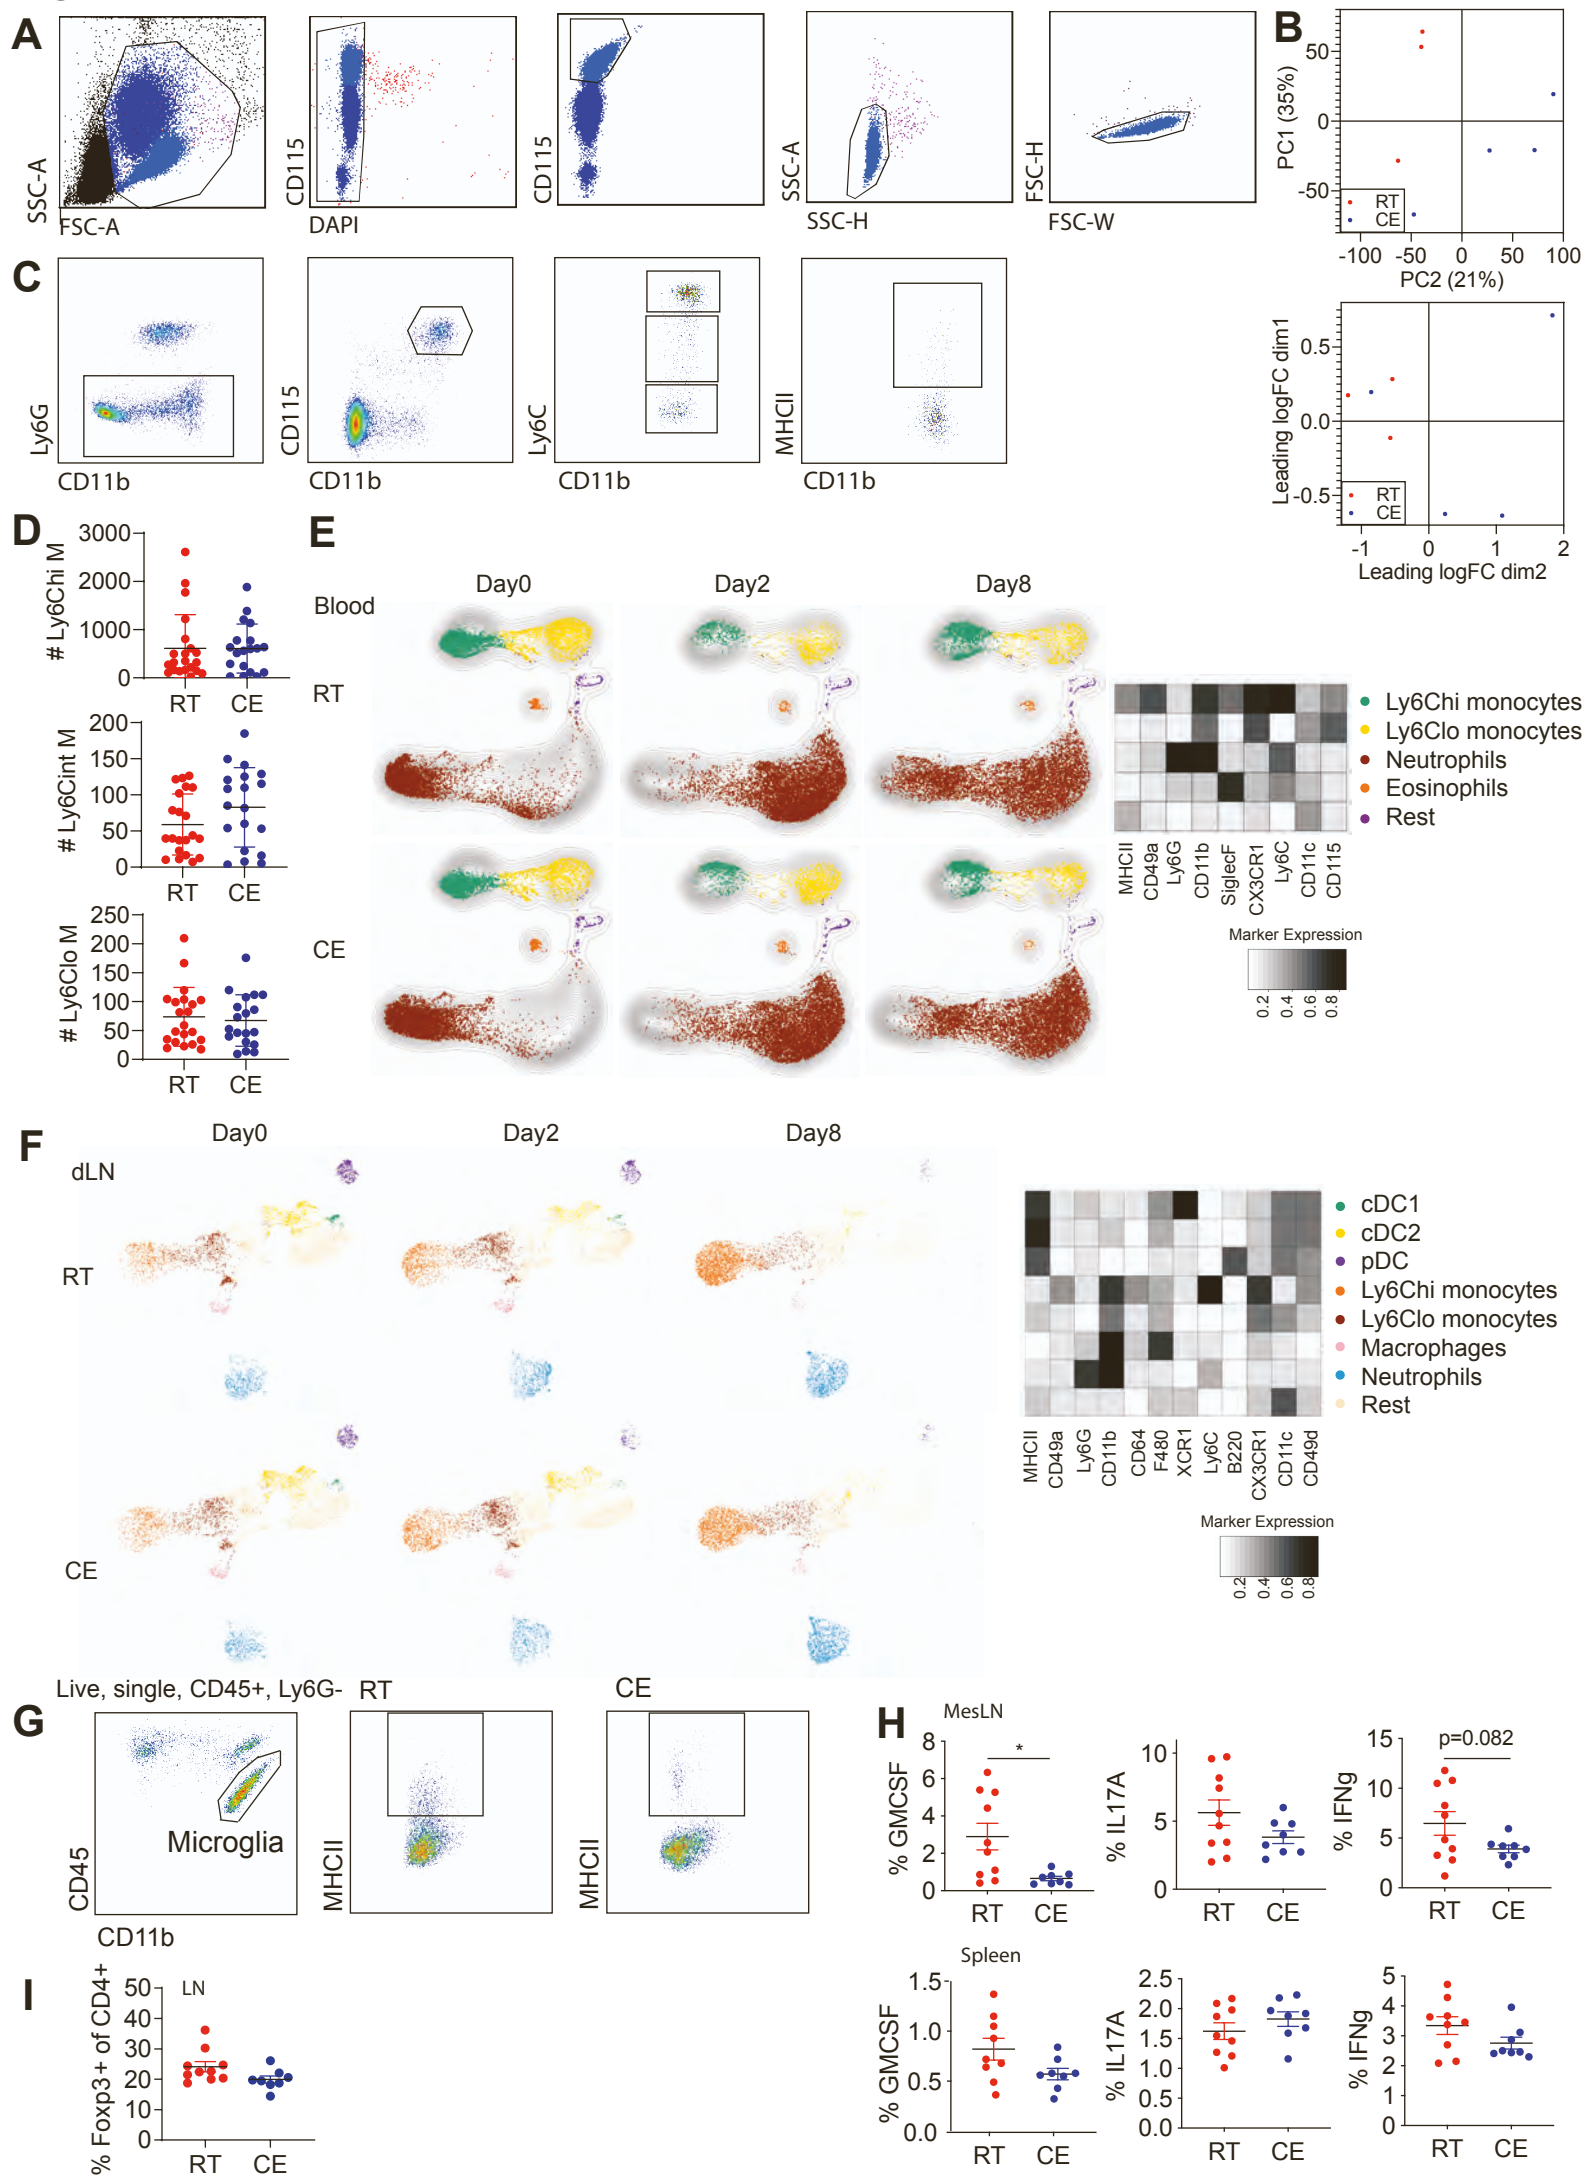 A
SSC-A
FSC-A
CD115
DAPI
CD115
SSC-A
SSC-H
FSC-H
FSC-W
B
PC1 (35%)
50
0
-50
RT
CE
-100 -50 0 50 100
PC2 (21%)
Leading logFC dim1
0.5
0.0
-0.5
RT
CE
-1 0 1 2
Leading logFC dim2
C
Ly6G
CD11b
CD115
CD11b
Ly6C
CD11b
MHCII
CD11b
D
# Ly6Chi M
3000
2000
1000
0
RT CE
# Ly6Cint M
200
150
100
50
0
RT CE
# Ly6Clo M
250
200
150
100
50
0
RT CE
E
Day0 Day2 Day8
Blood
RT
CE
Ly6Chi monocytes
Ly6Clo monocytes
Neutrophils
Eosinophils
Rest
MHCII
CD49a
Ly6G
CD11b
SiglecF
CX3CR1
Ly6C
CD11c
CD115
Marker Expression
0.2 0.4 0.6 0.8
F
Day0 Day2 Day8
dLN
RT
CE
cDC1
cDC2
pDC
Ly6Chi monocytes
Ly6Clo monocytes
Macrophages
Neutrophils
Rest
MHCII
CD49a
Ly6G
CD11b
CD64
F480
XCR1
Ly6C
B220
CX3CR1
CD11c
CD49d
Marker Expression
0.2 0.4 0.6 0.8
G
Live, single, CD45+, Ly6G- RT CE
CD45
Microglia
CD11b
MHCII
MHCII
H
MesLN
% GMCSF
8
6
4
2
0
*
RT CE
% IL17A
10
5
0
RT CE
% IFNg
15
10
5
0
p=0.082
RT CE
Spleen
% GMCSF
1.5
1.0
0.5
0.0
RT CE
% IL17A
2.5
2.0
1.5
1.0
0.5
0.0
RT CE
% IFNg
5
4
3
2
1
0
RT CE
I
LN
% Foxp3+ of CD4+
50
40
30
20
10
0
RT CE